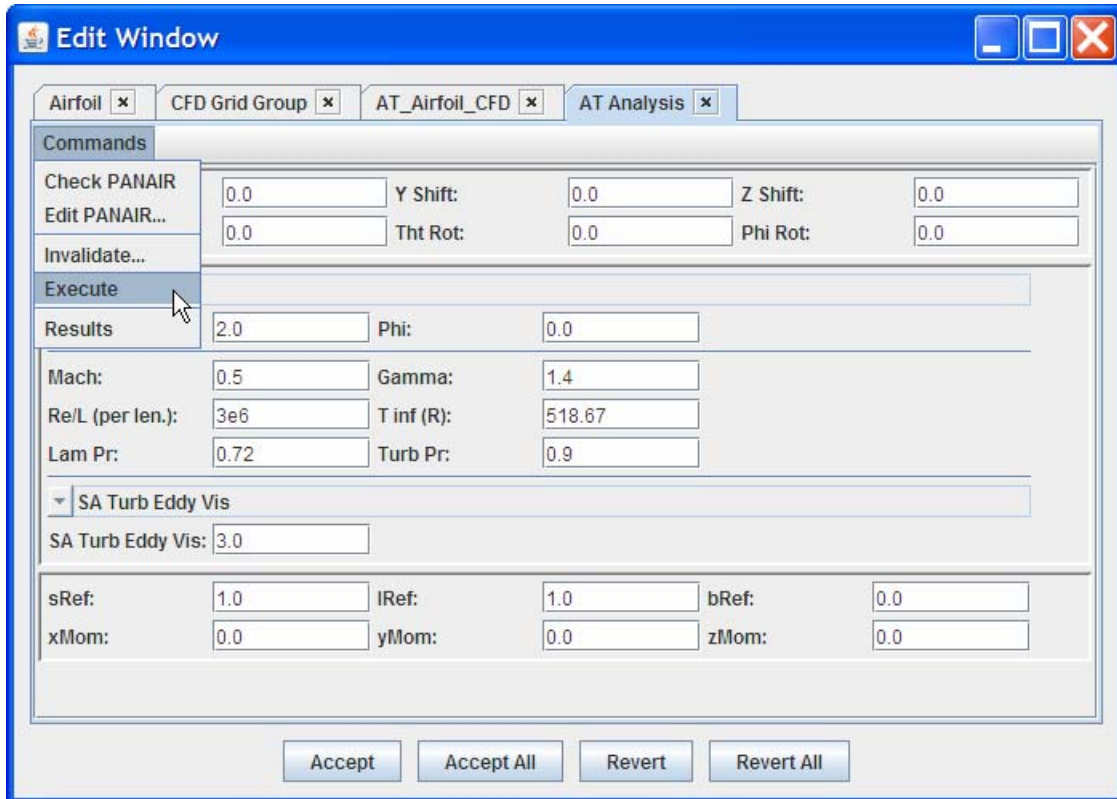 Edit Window
Airfoil CFD Grid Group AT_Airfoil_CFD AT Analysis
Commands
Check PANAIR
Edit PANAIR...
Invalidate...
Execute
Results
0.0 Y Shift: 0.0 Z Shift: 0.0
0.0 Tht Rot: 0.0 Phi Rot: 0.0
2.0 Phi: 0.0
Mach: 0.5 Gamma: 1.4
Re/L (per len.): 3e6 T inf (R): 518.67
Lam Pr: 0.72 Turb Pr: 0.9
SA Turb Eddy Vis
SA Turb Eddy Vis: 3.0
sRef: 1.0 lRef: 1.0 bRef: 0.0
xMom: 0.0 yMom: 0.0 zMom: 0.0
Accept Accept All Revert Revert All